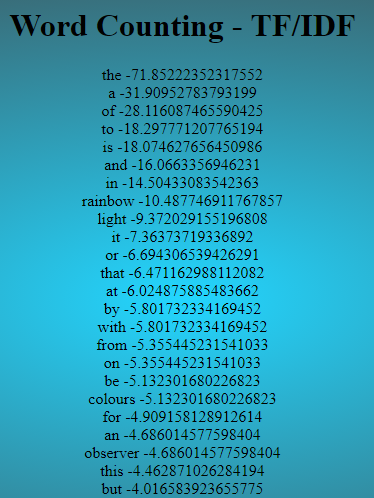 Word Counting - TF/IDF
the -71.85222352317552
a -31.90952783793199
of -28.116087465590425
to -18.297771207765194
is -18.074627656450986
and -16.0663356946231
in -14.50433083542363
rainbow -10.487746911767857
light -9.372029155196808
it -7.36373719336892
or -6.694306539426291
that -6.471162988112082
at -6.024875885483662
by -5.801732334169452
with -5.801732334169452
from -5.355445231541033
on -5.355445231541033
be -5.132301680226823
colours -5.132301680226823
for -4.909158128912614
an -4.686014577598404
observer -4.686014577598404
this -4.462871026284194
but -4.016583923655775